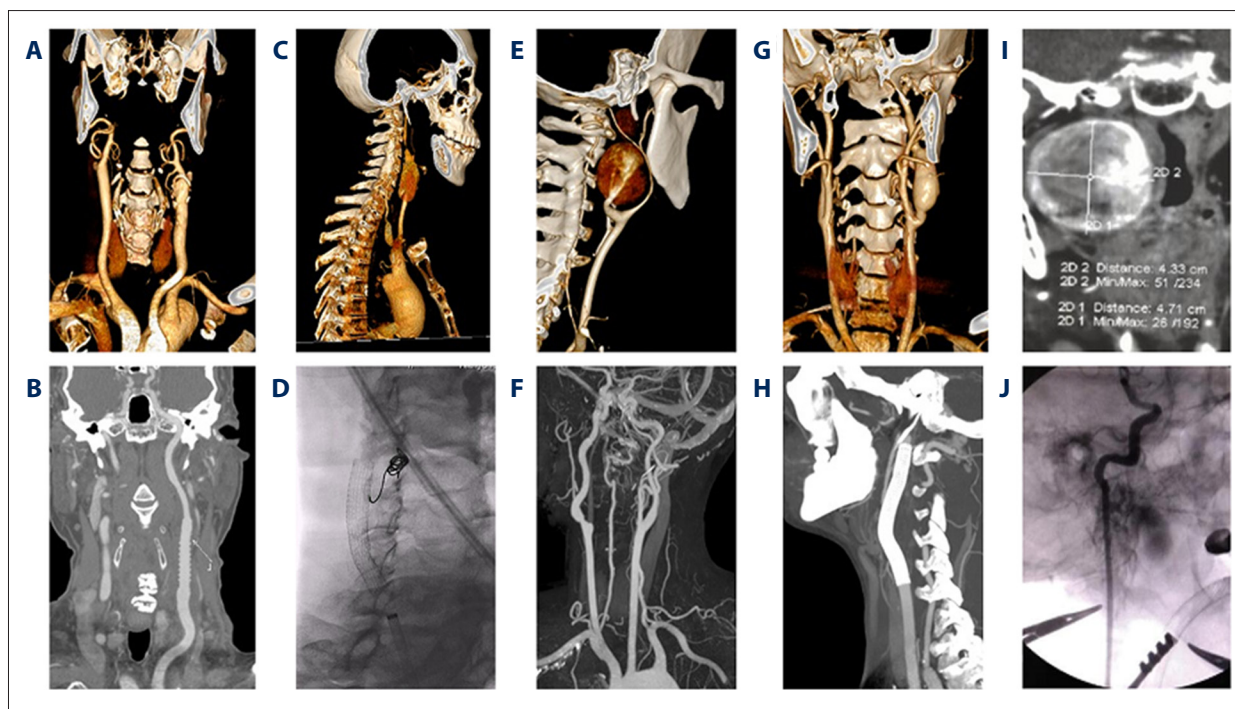 A
C
E
G
I
2D 2
2D 1
2D 2 Distance: 4.33 cm
2D 2 Min/Max: 51 /234
2D 1 Distance: 4.71 cm
2D 1 Min/Max: 26 /192
B
D
F
H
J